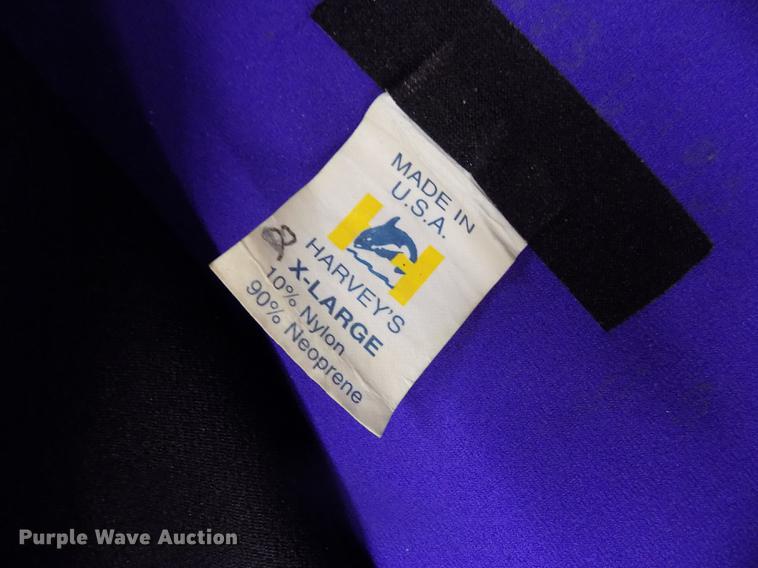 MADE IN
U.S.A.
H
HARVEY'S
X-LARGE
10% Nylon
90% Neoprene
Purple Wave Auction